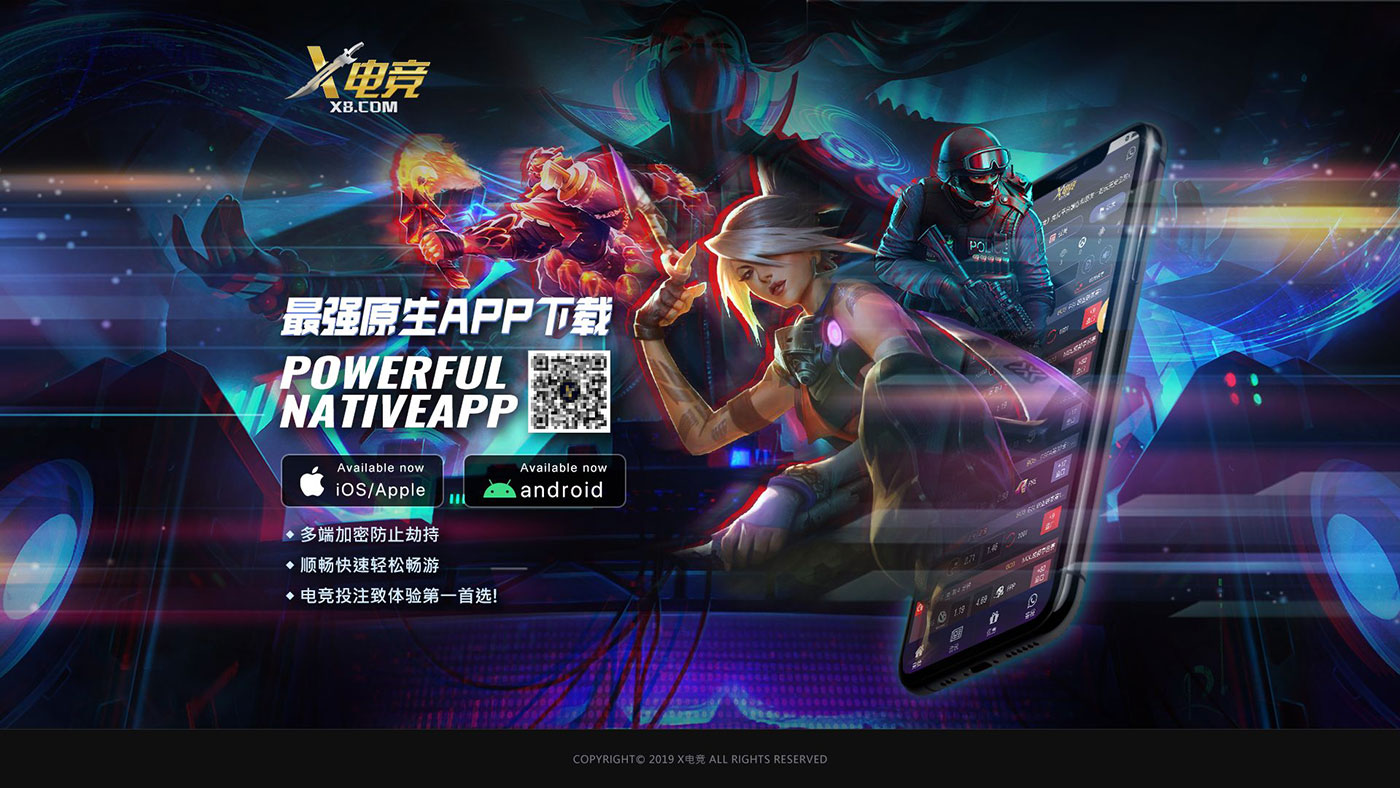 X电竞
X8.COM
最强原生APP下载
POWERFUL
NATIVEAPP
Available now
iOS/Apple
Available now
android
多端加密防止劫持
顺畅快速轻松畅游
电竞投注致体验第一首选!
POLICE
COPYRIGHT© 2019 X电竞 ALL RIGHTS RESERVED